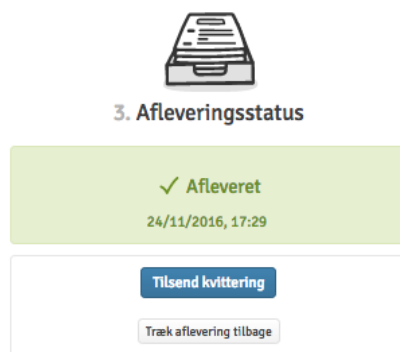 3. Afleveringsstatus
✓ Afleveret
24/11/2016, 17:29
Tilsend kvittering
Træk aflevering tilbage